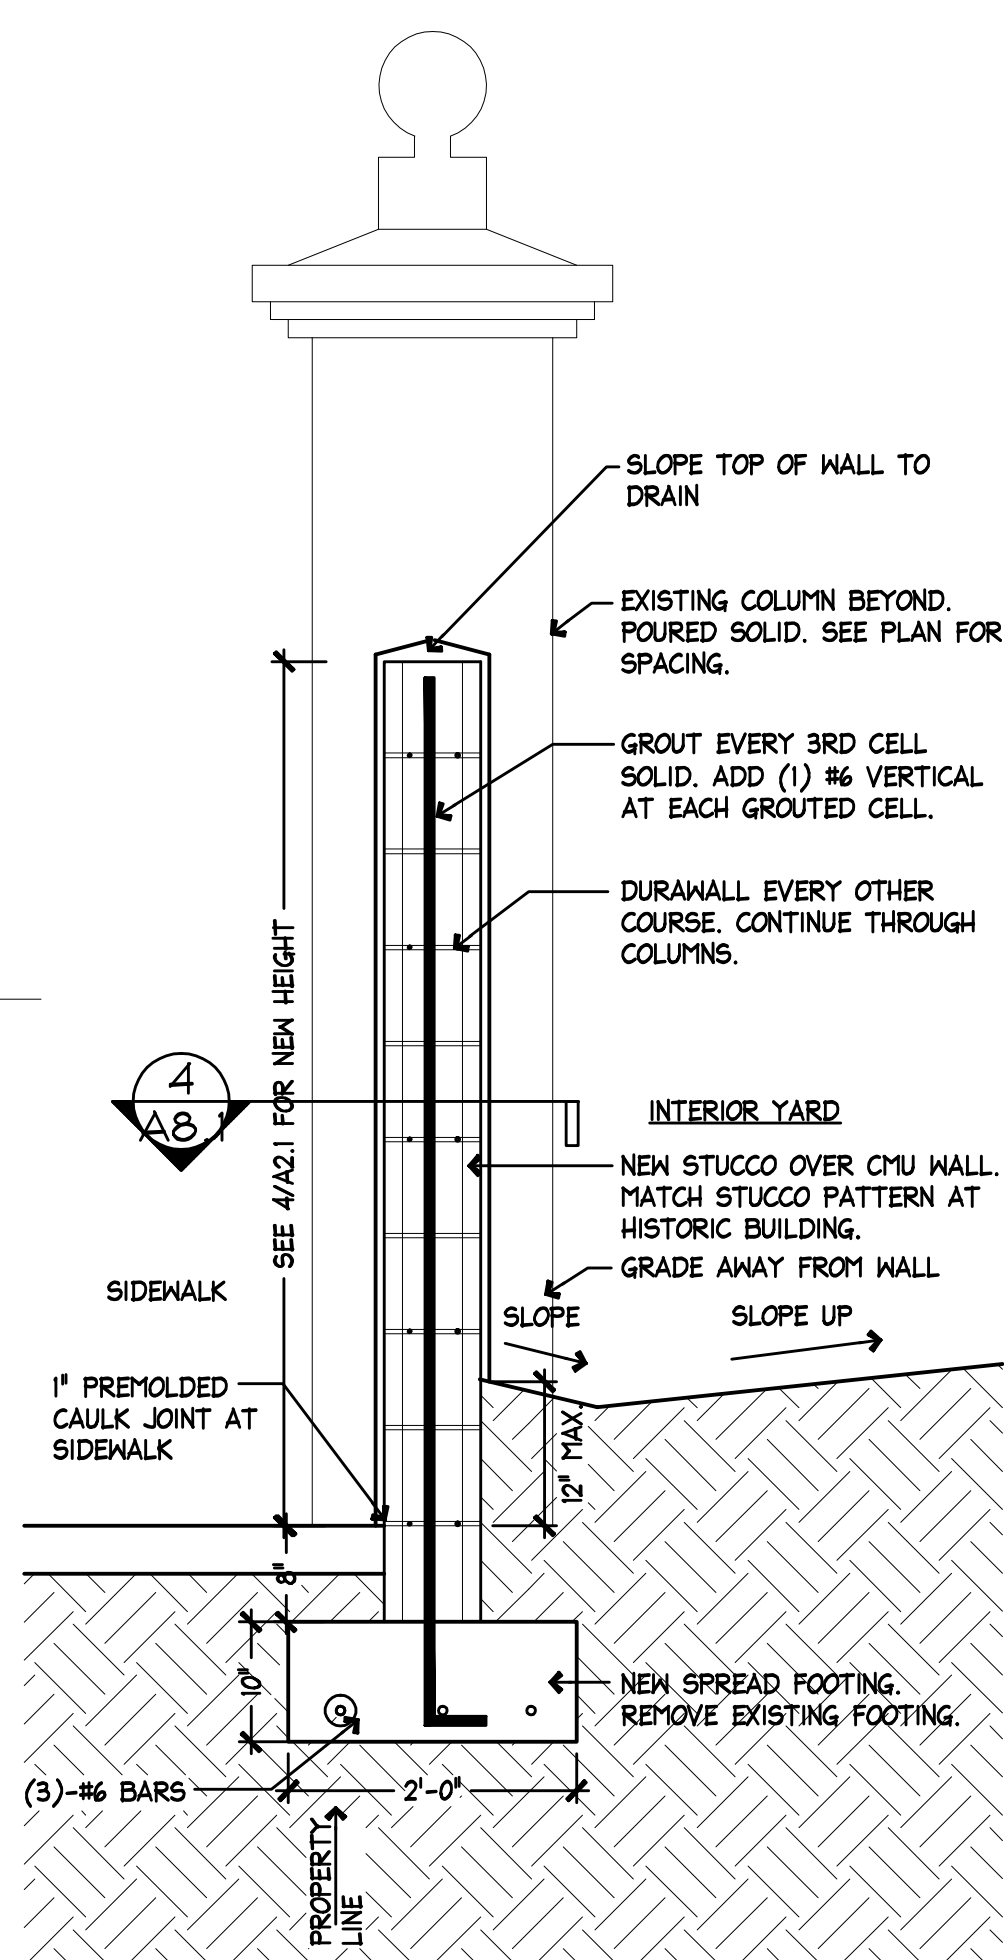 SLOPE TOP OF WALL TO
DRAIN
EXISTING COLUMN BEYOND.
POURED SOLID. SEE PLAN FOR
SPACING.
GROUT EVERY 3RD CELL
SOLID. ADD (1) #6 VERTICAL
AT EACH GROUTED CELL.
DURAWALL EVERY OTHER
COURSE. CONTINUE THROUGH
COLUMNS.
SEE 4/A2.1 FOR NEW HEIGHT
4
A8.1
INTERIOR YARD
NEW STUCCO OVER CMU WALL.
MATCH STUCCO PATTERN AT
HISTORIC BUILDING.
GRADE AWAY FROM WALL
SIDEWALK
SLOPE
SLOPE UP
1" PREMOLDED
CAULK JOINT AT
SIDEWALK
12" MAX.
8"
10"
NEW SPREAD FOOTING.
REMOVE EXISTING FOOTING.
(3)-#6 BARS
2'-0"
PROPERTY
LINE